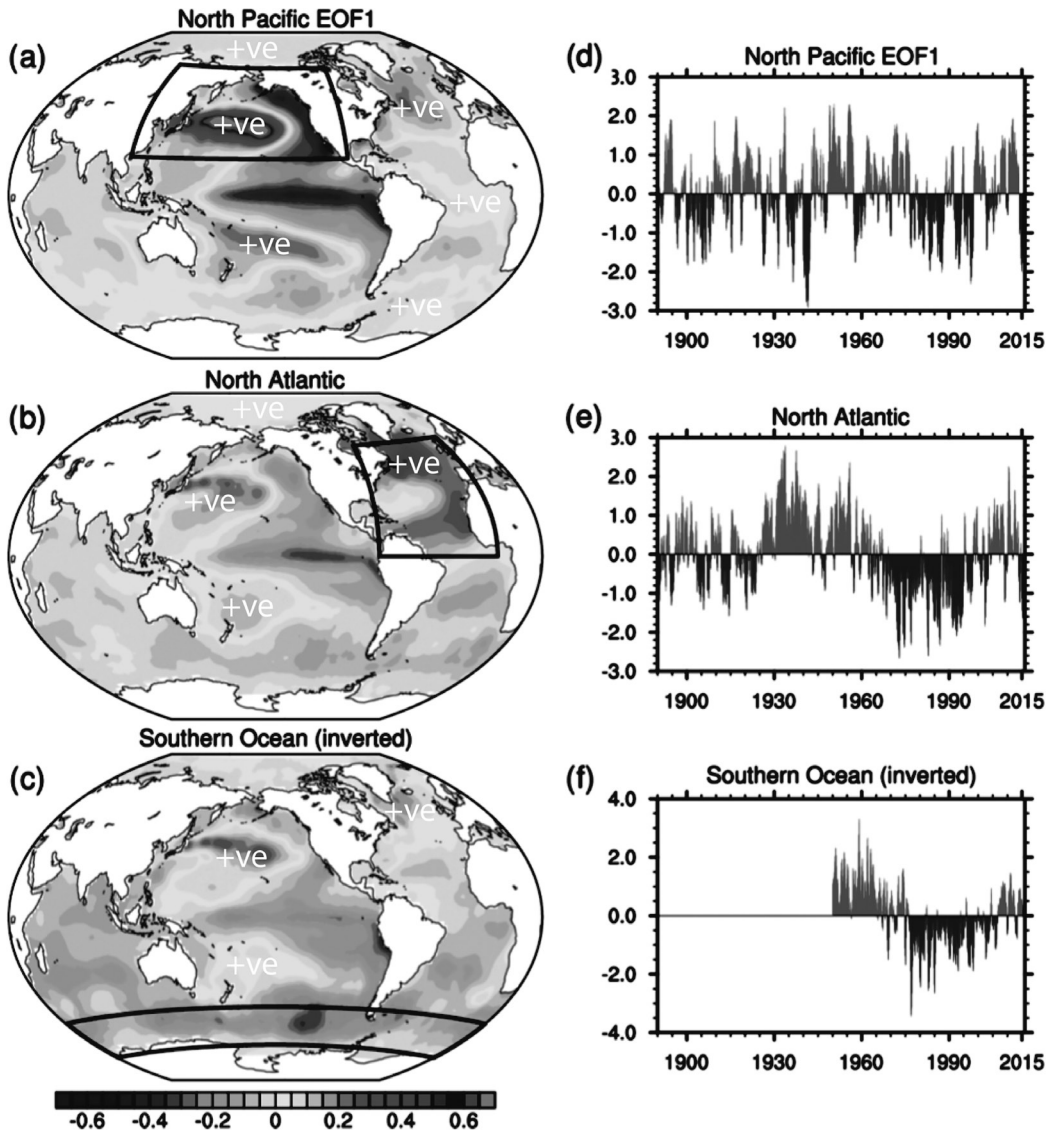 North Pacific EOF1
(a)
+ve
+ve
+ve
+ve
+ve
+ve
(d)
North Pacific EOF1
3.0
2.0
1.0
0.0
-1.0
-2.0
-3.0
1900 1930 1960 1990 2015
North Atlantic
(b)
+ve
+ve
+ve
+ve
(e)
North Atlantic
3.0
2.0
1.0
0.0
-1.0
-2.0
-3.0
1900 1930 1960 1990 2015
Southern Ocean (inverted)
(c)
+ve
+ve
+ve
-0.6 -0.4 -0.2 0 0.2 0.4 0.6
(f)
Southern Ocean (inverted)
4.0
2.0
0.0
-2.0
-4.0
1900 1930 1960 1990 2015